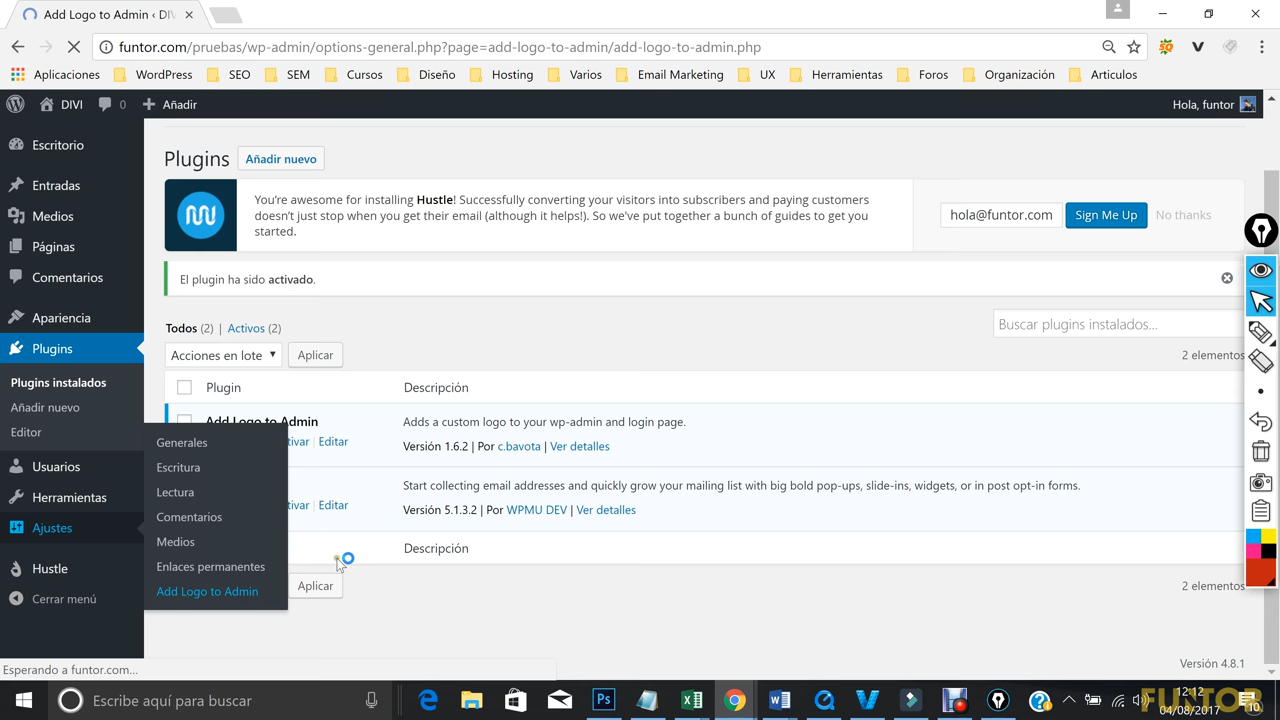 Add Logo to Admin ‹ DIV
funtor.com/pruebas/wp-admin/options-general.php?page=add-logo-to-admin/add-logo-to-admin.php
Aplicaciones WordPress SEO SEM Cursos Diseño Hosting Varios Email Marketing UX Herramientas Foros Organización Articulos
DIVI 0 Añadir Hola, funtor
Escritorio
Entradas
Medios
Páginas
Comentarios
Apariencia
Plugins
Plugins instalados
Añadir nuevo
Editor
Usuarios
Herramientas
Ajustes
Hustle
Cerrar menú
Generales
Escritura
Lectura
Comentarios
Medios
Enlaces permanentes
Add Logo to Admin
Plugins Añadir nuevo
You're awesome for installing Hustle! Successfully converting your visitors into subscribers and paying customers
doesn't just stop when you get their email (although it helps!). So we've put together a bunch of guides to get you
started.
hola@funtor.com Sign Me Up No thanks
El plugin ha sido activado.
Todos (2) | Activos (2)
Buscar plugins instalados...
Acciones en lote Aplicar
2 elementos
Plugin Descripción
Add Logo to Admin Adds a custom logo to your wp-admin and login page.
ivar | Editar Versión 1.6.2 | Por c.bavota | Ver detalles
Start collecting email addresses and quickly grow your mailing list with big bold pop-ups, slide-ins, widgets, or in post opt-in forms.
ivar | Editar Versión 5.1.3.2 | Por WPMU DEV | Ver detalles
Descripción
Aplicar
2 elementos
Versión 4.8.1
Esperando a funtor.com...
Escribe aquí para buscar
12:12
04/08/2017
10
FUNTOR